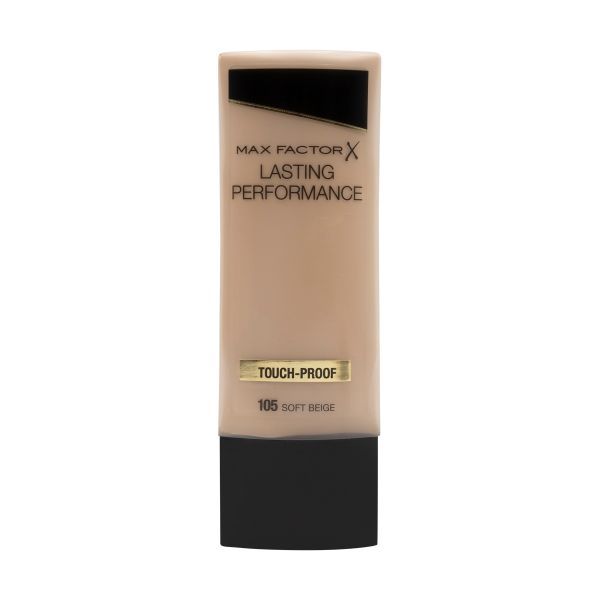 MAX FACTOR X
LASTING
PERFORMANCE
TOUCH-PROOF
105 SOFT BEIGE